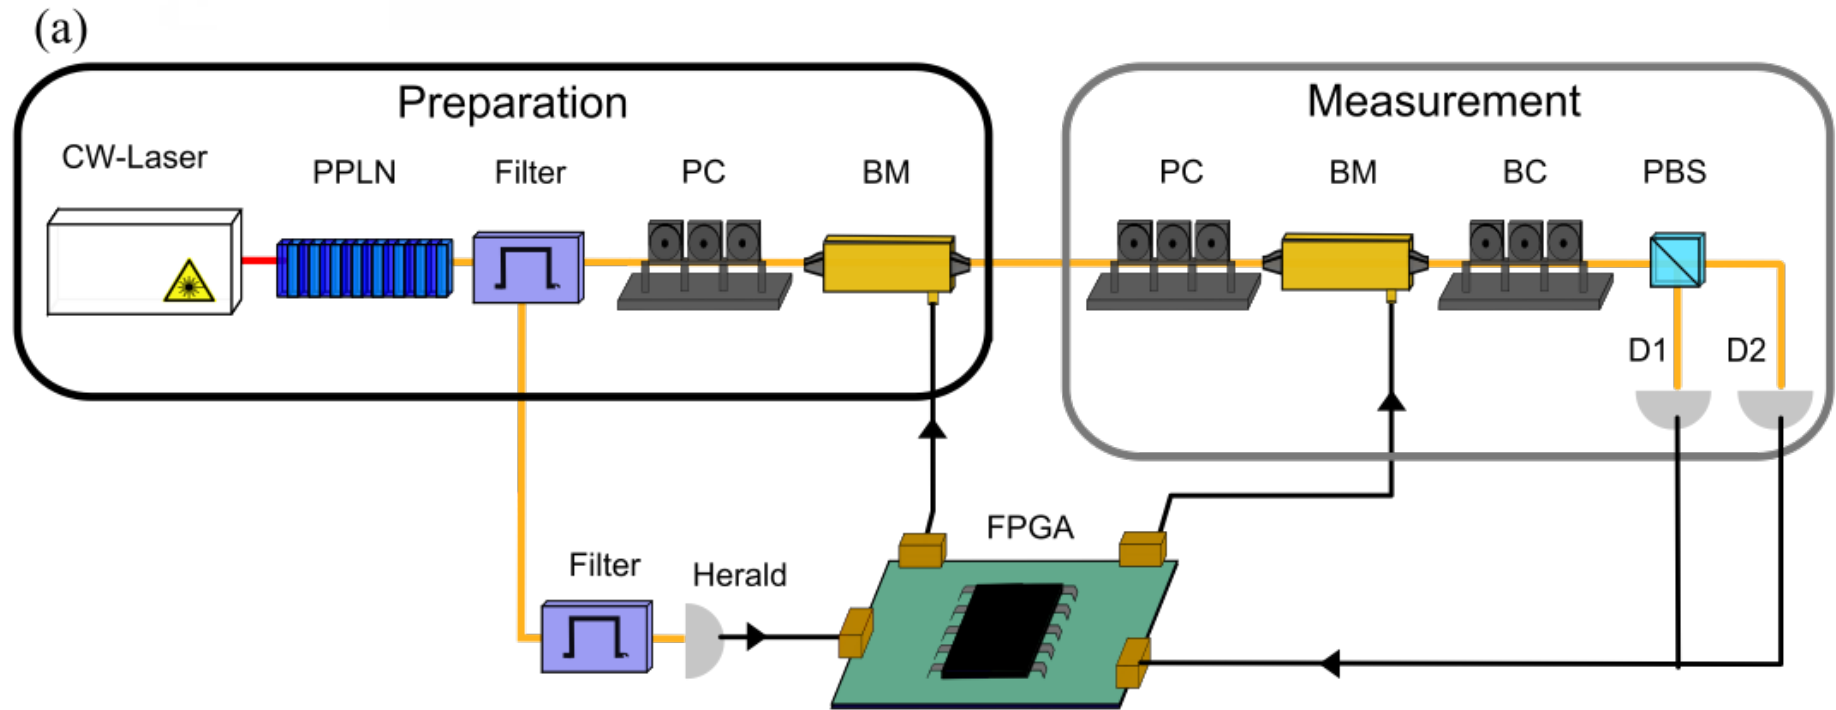 (a)
Preparation
Measurement
CW-Laser
PPLN
Filter
PC
BM
PC
BM
BC
PBS
D1
D2
FPGA
Filter
Herald